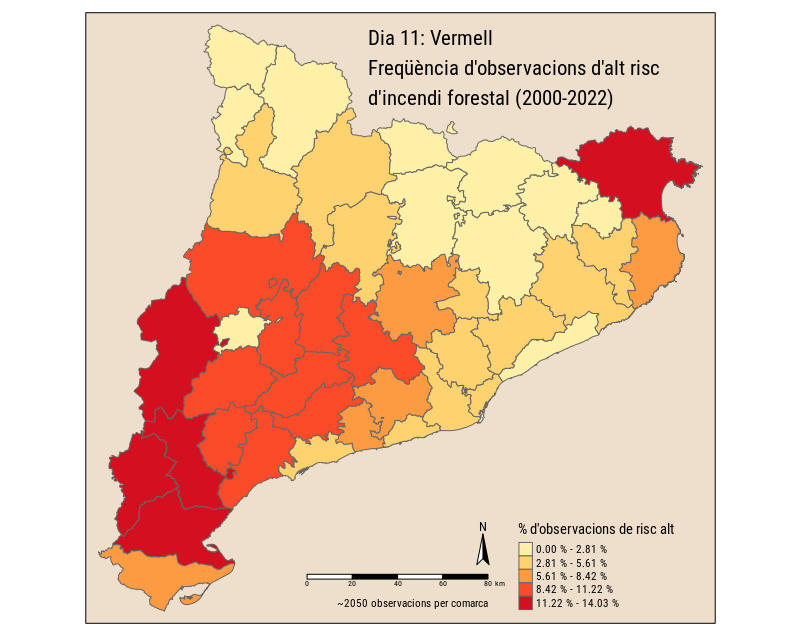 Dia 11: Vermell
Freqüència d'observacions d'alt risc
d'incendi forestal (2000-2022)
N
% d'observacions de risc alt
0.00 % - 2.81 %
2.81 % - 5.61 %
5.61 % - 8.42 %
8.42 % - 11.22 %
11.22 % - 14.03 %
0 20 40 60 80 km
~2050 observacions per comarca